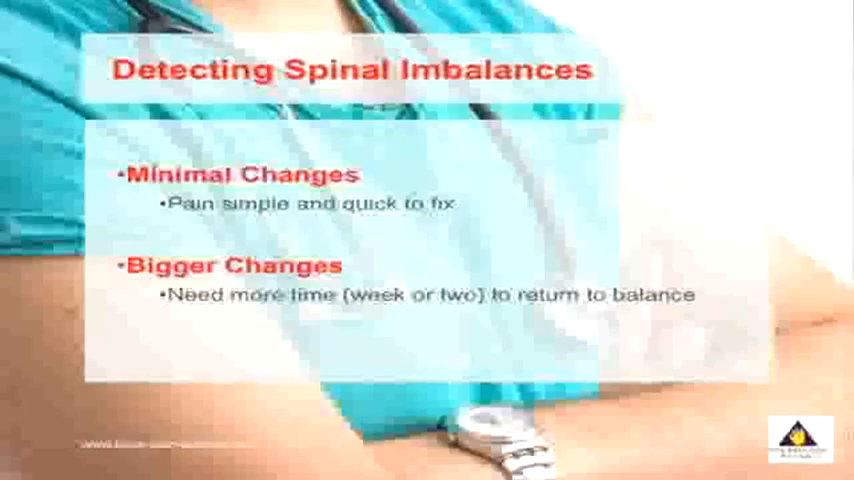 Detecting Spinal Imbalances
•Minimal Changes
•Pain simple and quick to fix
•Bigger Changes
•Need more time (week or two) to return to balance